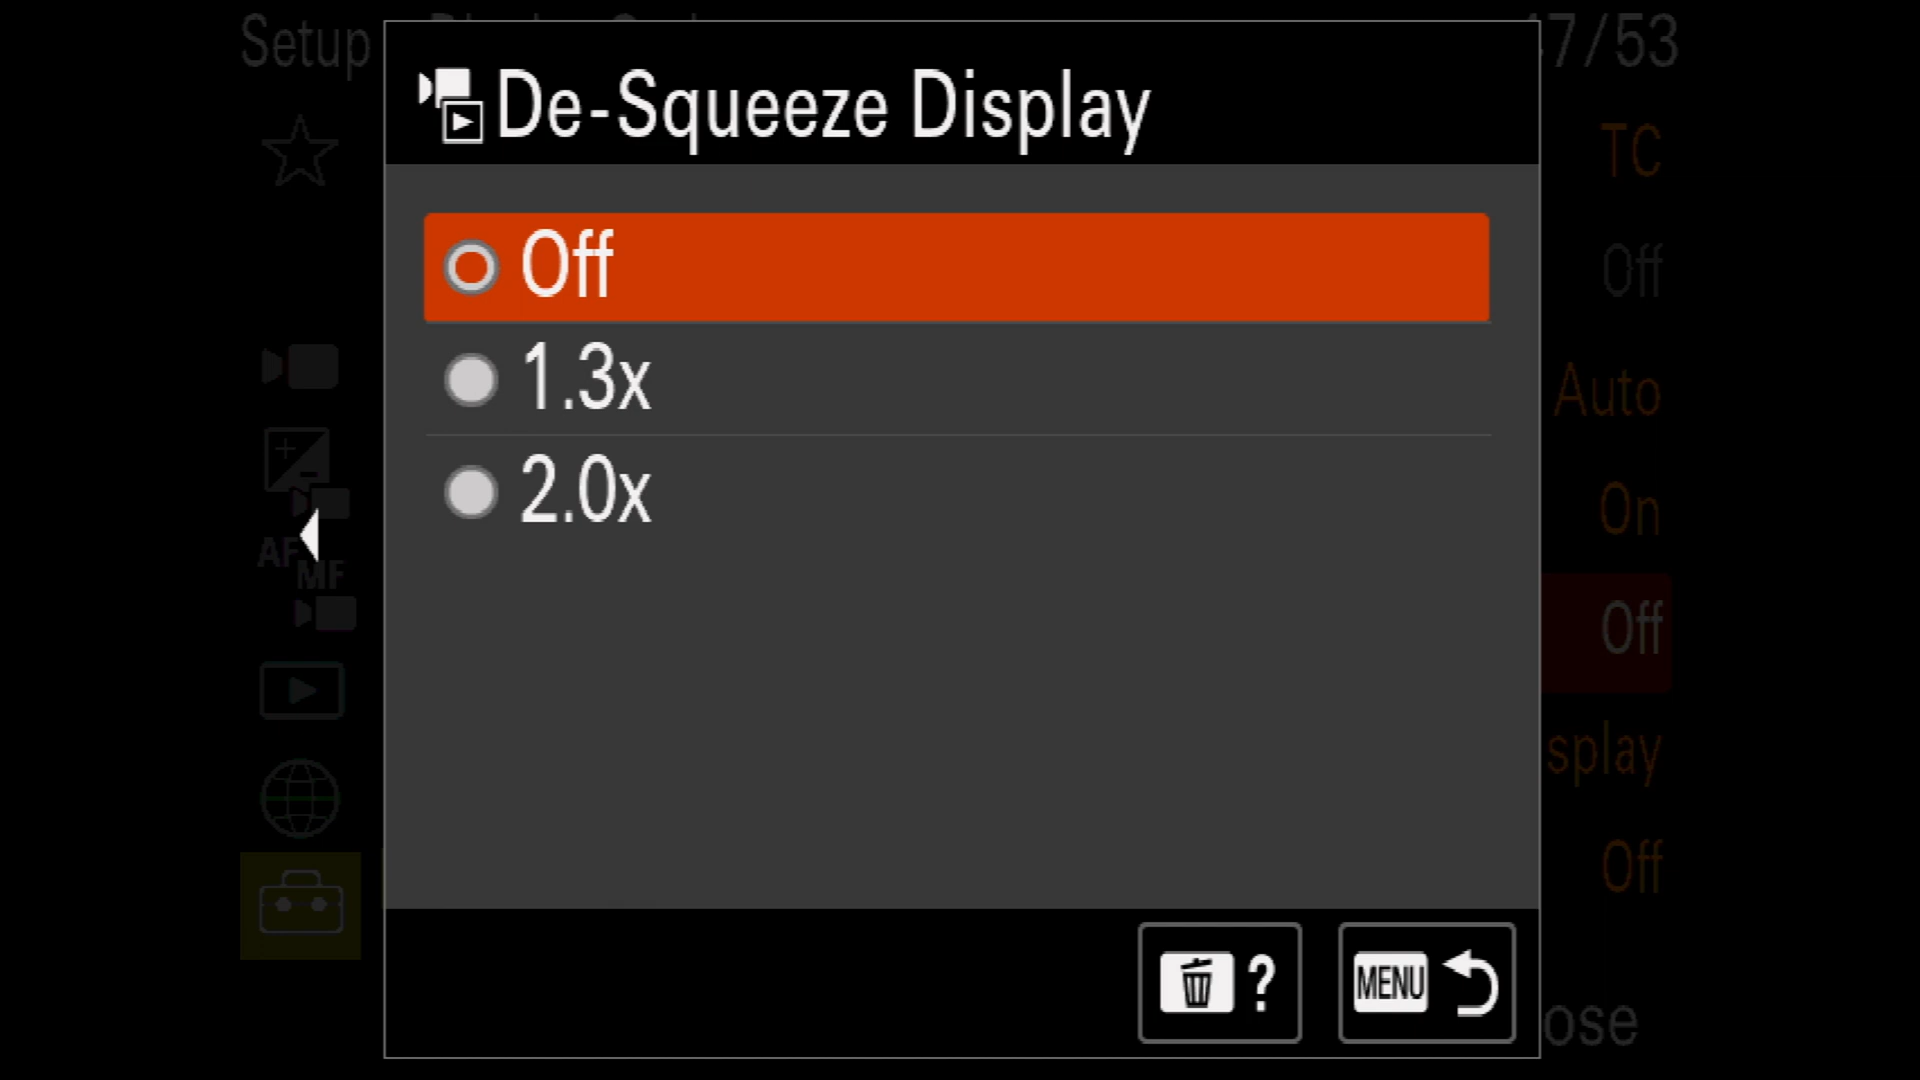 Setup
47/53
De-Squeeze Display
TC
Off
Off
1.3x
Auto
2.0x
On
AF
MF
Off
splay
Off
?
MENU
ose